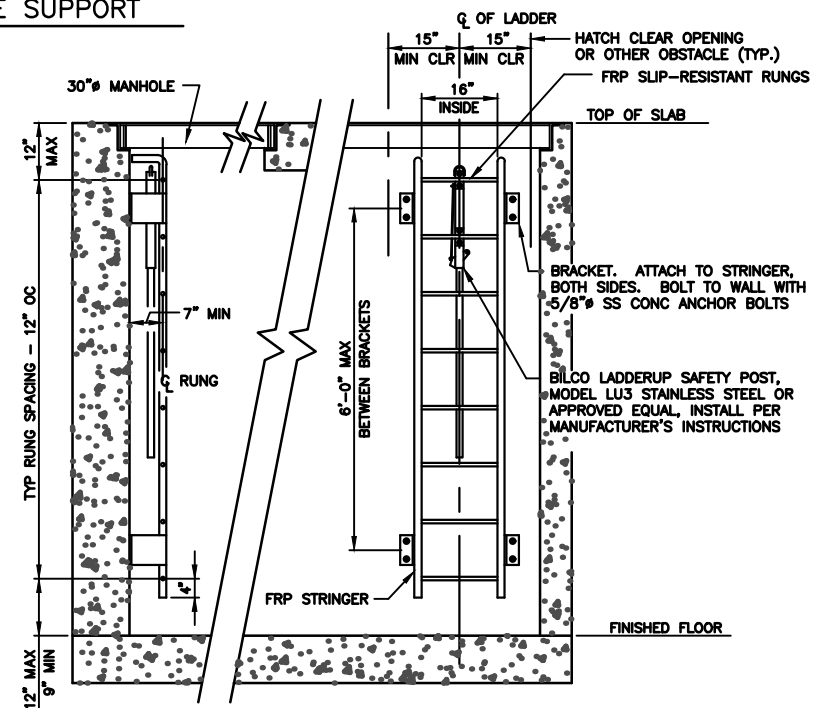 E SUPPORT
℄ OF LADDER
15"
15"
MIN CLR
MIN CLR
HATCH CLEAR OPENING
OR OTHER OBSTACLE (TYP.)
FRP SLIP-RESISTANT RUNGS
30"ø MANHOLE
16"
INSIDE
TOP OF SLAB
12"
MAX
BRACKET. ATTACH TO STRINGER,
BOTH SIDES. BOLT TO WALL WITH
5/8"ø SS CONC ANCHOR BOLTS
7" MIN
TYP RUNG SPACING - 12" OC
℄ RUNG
6'-0" MAX
BETWEEN BRACKETS
BILCO LADDERUP SAFETY POST,
MODEL LU3 STAINLESS STEEL OR
APPROVED EQUAL, INSTALL PER
MANUFACTURER'S INSTRUCTIONS
4"
FRP STRINGER
FINISHED FLOOR
12" MAX
9" MIN